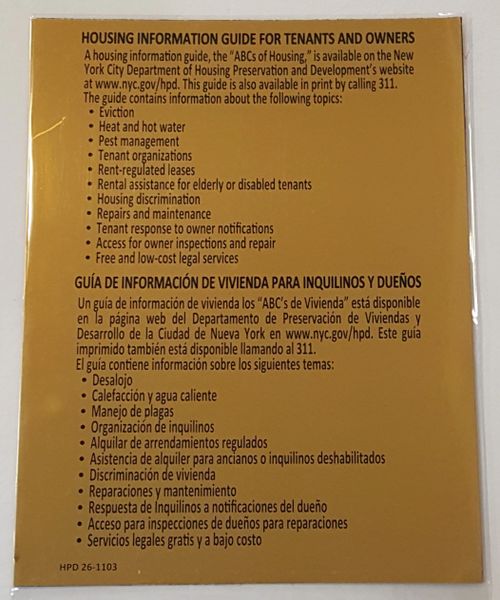 HOUSING INFORMATION GUIDE FOR TENANTS AND OWNERS
A housing information guide, the “ABCs of Housing,” is available on the New
York City Department of Housing Preservation and Development’s website
at www.nyc.gov/hpd. This guide is also available in print by calling 311.
The guide contains information about the following topics:
• Eviction
• Heat and hot water
• Pest management
• Tenant organizations
• Rent-regulated leases
• Rental assistance for elderly or disabled tenants
• Housing discrimination
• Repairs and maintenance
• Tenant response to owner notifications
• Access for owner inspections and repair
• Free and low-cost legal services
GUÍA DE INFORMACIÓN DE VIVIENDA PARA INQUILINOS Y DUEÑOS
Un guía de información de vivienda los “ABC’s de Vivienda” está disponible
en la página web del Departamento de Preservación de Viviendas y
Desarrollo de la Ciudad de Nueva York en www.nyc.gov/hpd. Este guía
imprimido también está disponible llamando al 311.
El guía contiene información sobre los siguientes temas:
• Desalojo
• Calefacción y agua caliente
• Manejo de plagas
• Organización de inquilinos
• Alquilar de arrendamientos regulados
• Asistencia de alquiler para ancianos o inquilinos deshabilitados
• Discriminación de vivienda
• Reparaciones y mantenimiento
• Respuesta de Inquilinos a notificaciones del dueño
• Acceso para inspecciones de dueños para reparaciones
• Servicios legales gratis y a bajo costo
HPD 26-1103